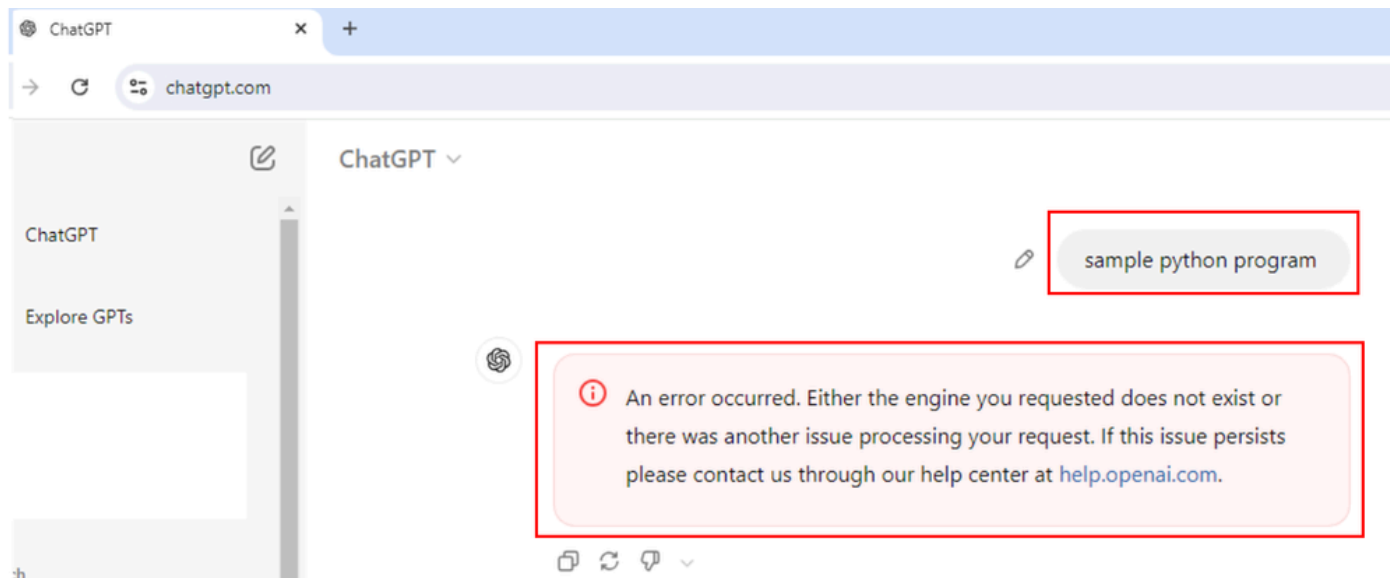 ChatGPT
chatgpt.com
ChatGPT
ChatGPT
Explore GPTs
sample python program
An error occurred. Either the engine you requested does not exist or
there was another issue processing your request. If this issue persists
please contact us through our help center at help.openai.com.